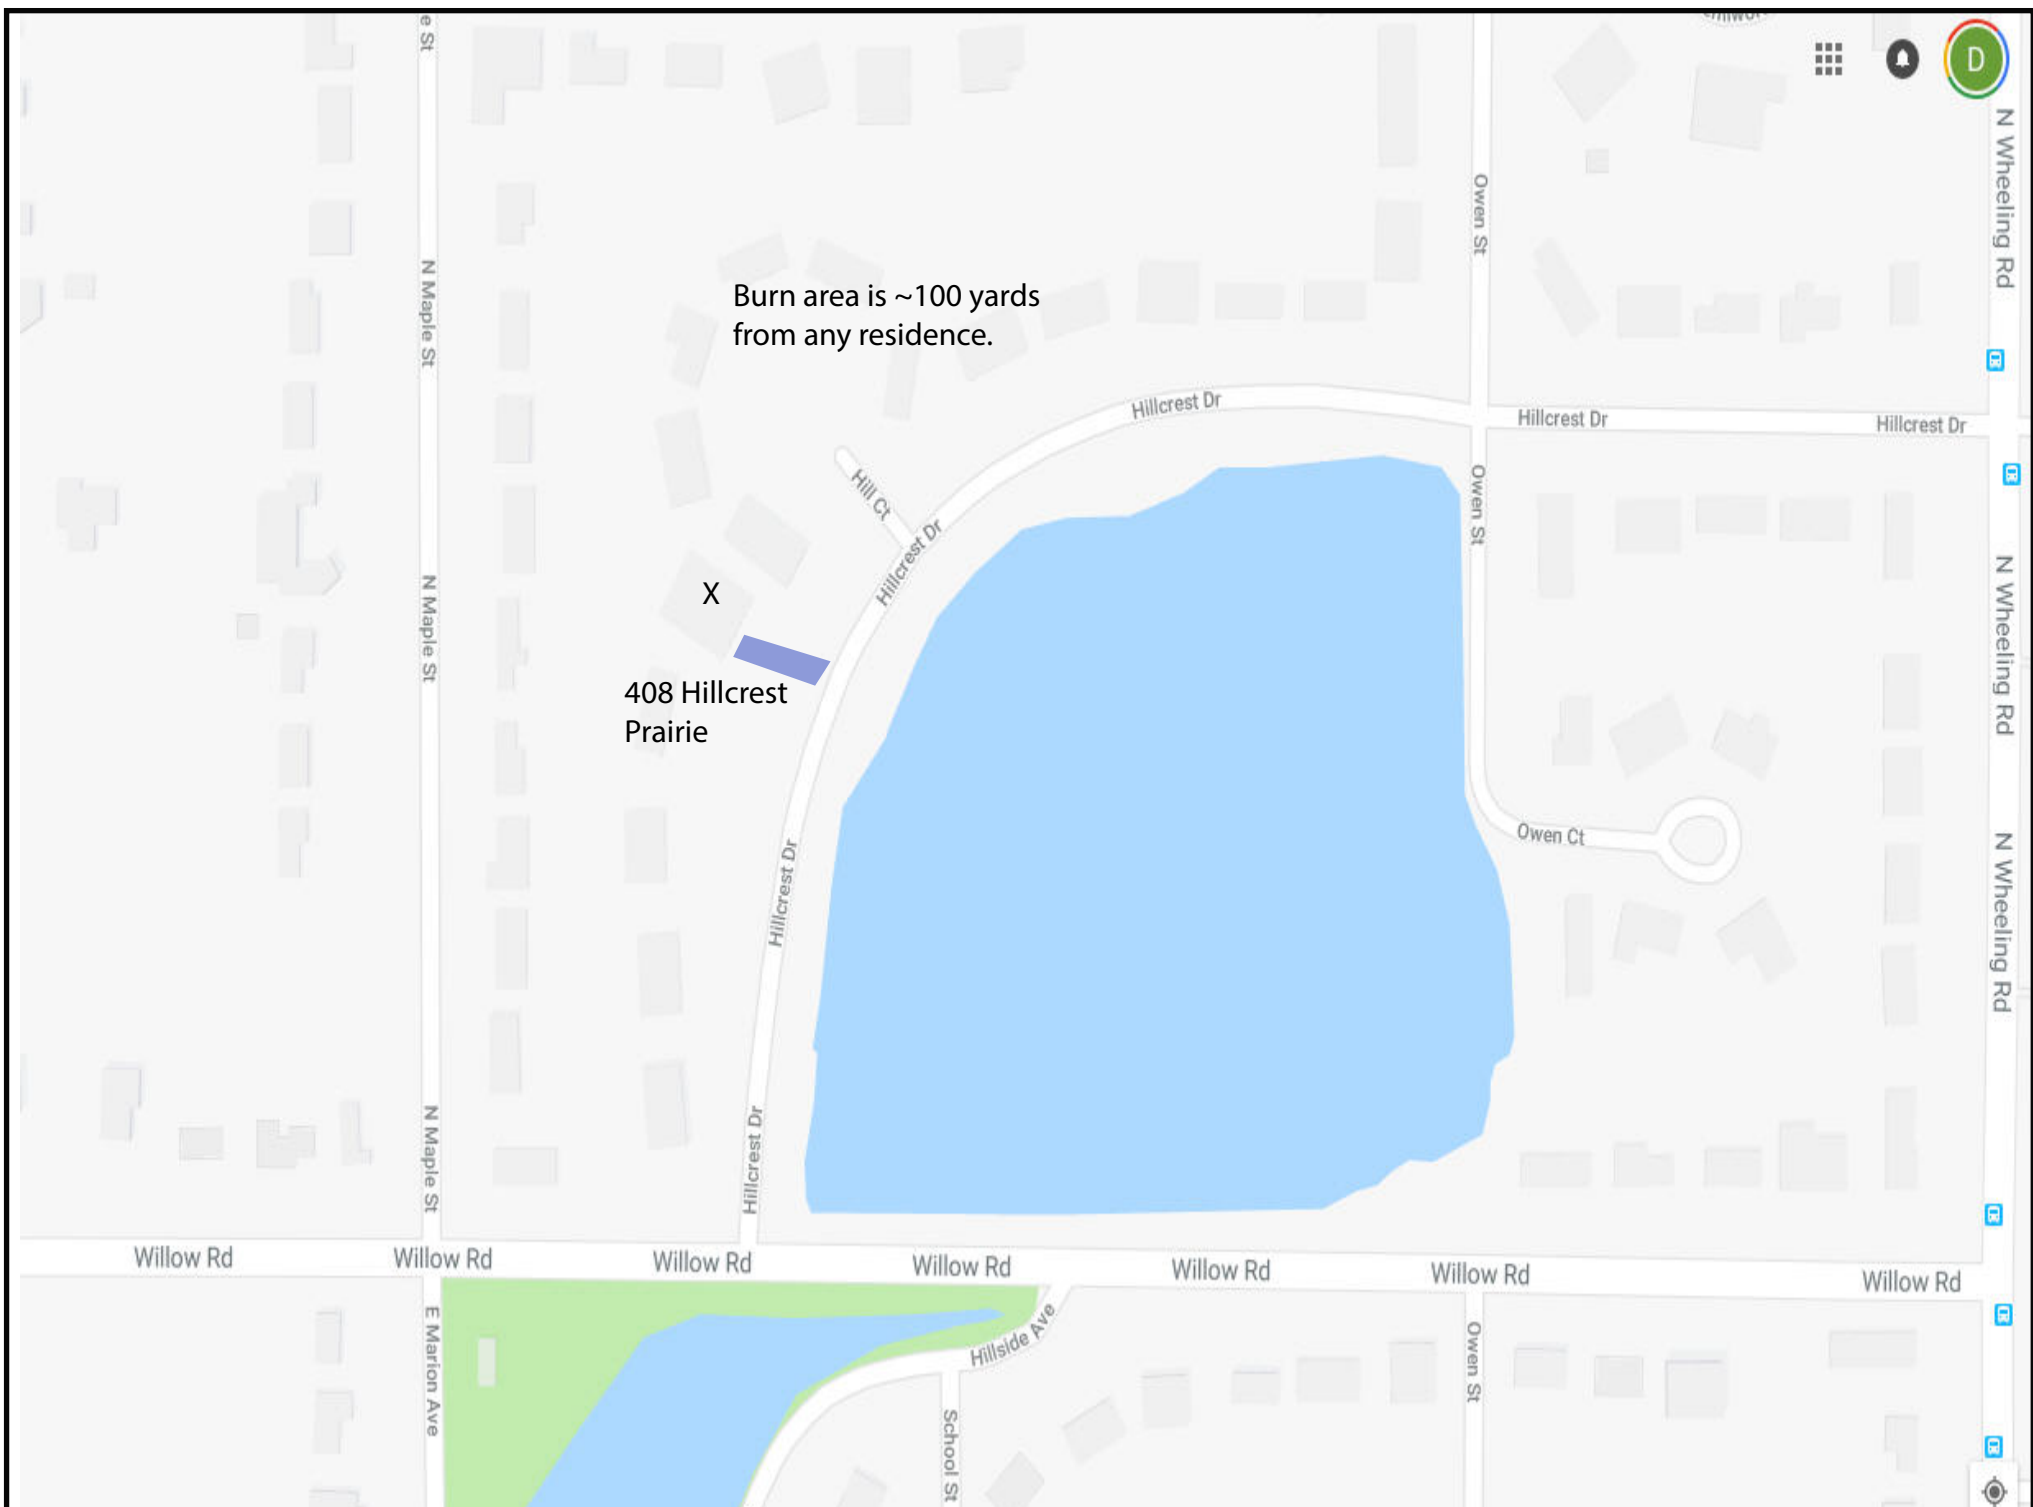 e St
D
N Wheeling Rd
Owen St
N Maple St
Burn area is ~100 yards
from any residence.
Hillcrest Dr
Hillcrest Dr
Hillcrest Dr
Hill Ct
Owen St
Hillcrest Dr
N Maple St
N Wheeling Rd
X
408 Hillcrest
Prairie
Owen Ct
Hillcrest Dr
N Wheeling Rd
N Maple St
Hillcrest Dr
Willow Rd
Willow Rd
Willow Rd
Willow Rd
Willow Rd
Willow Rd
Willow Rd
E Marion Ave
Hillside Ave
Owen St
School St